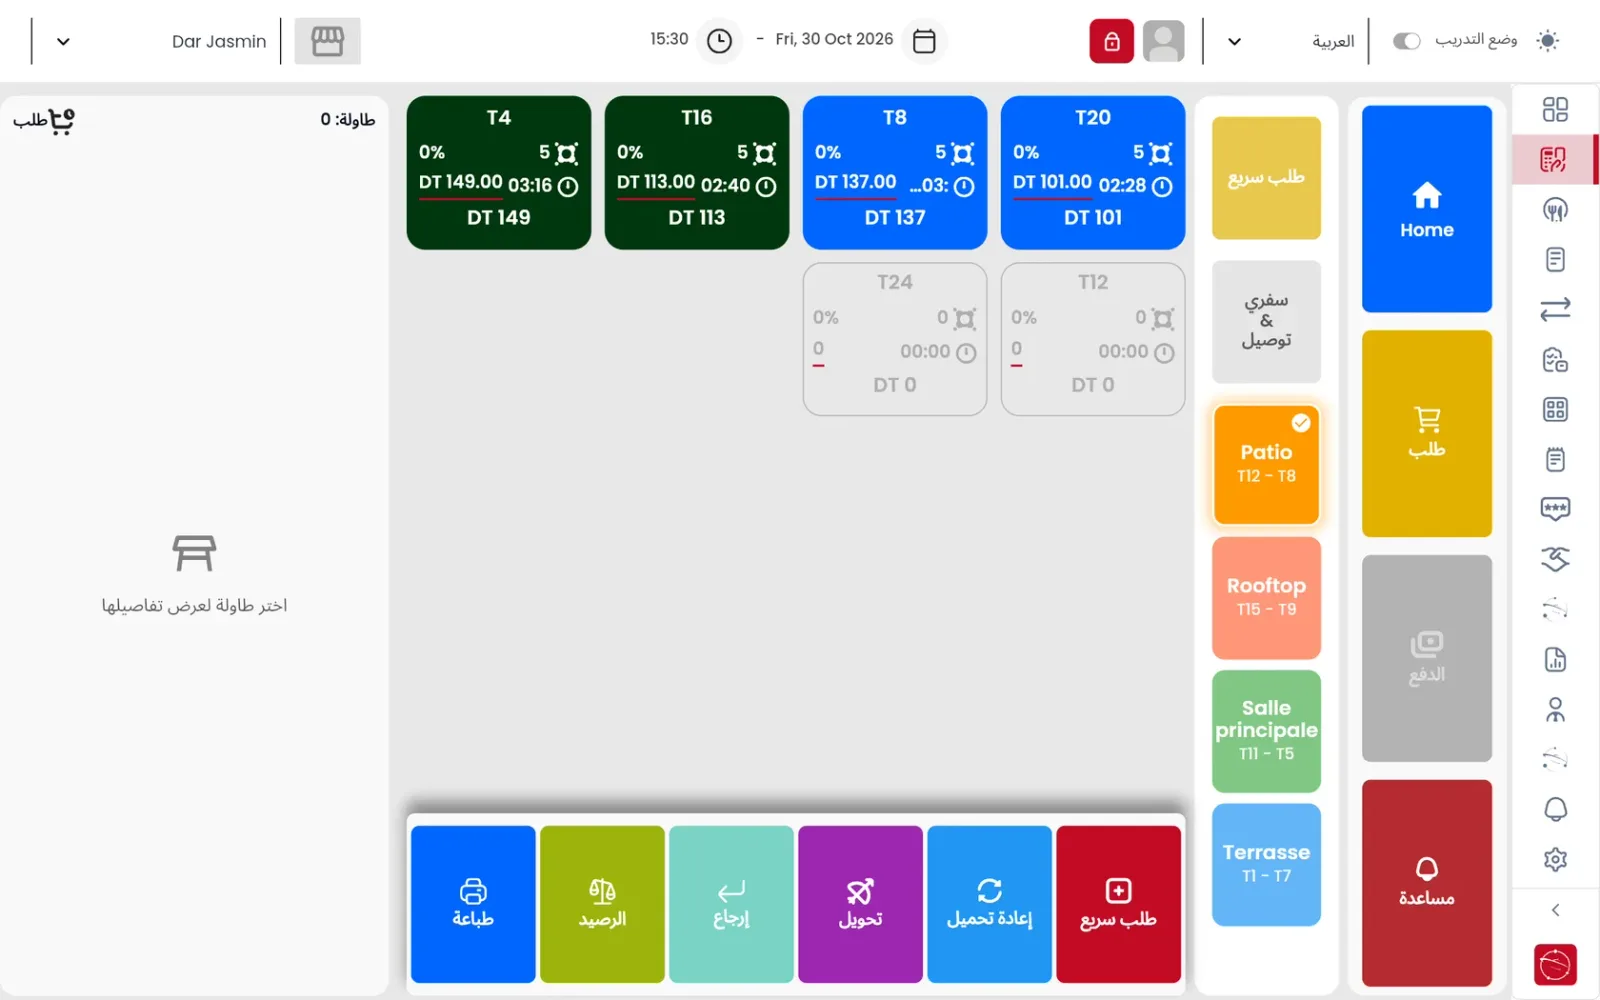 وضع التدريب
العربية
Fri, 30 Oct 2026
-
15:30
Dar Jasmin
Home
طلب
الدفع
مساعدة
طلب سريع
سفري
&
توصيل
Patio
T12 - T8
Rooftop
T15 - T9
Salle
principale
T11 - T5
Terrasse
T1 - T7
T20
0% 5
DT 101.00 02:28
DT 101
T8
0% 5
DT 137.00 ...03:
DT 137
T16
0% 5
DT 113.00 02:40
DT 113
T4
0% 5
DT 149.00 03:16
DT 149
T12
0% 0
0 00:00
DT 0
T24
0% 0
0 00:00
DT 0
طلب سريع
إعادة تحميل
تحويل
إرجاع
الرصيد
طباعة
طاولة: 0
طلب
اختر طاولة لعرض تفاصيلها